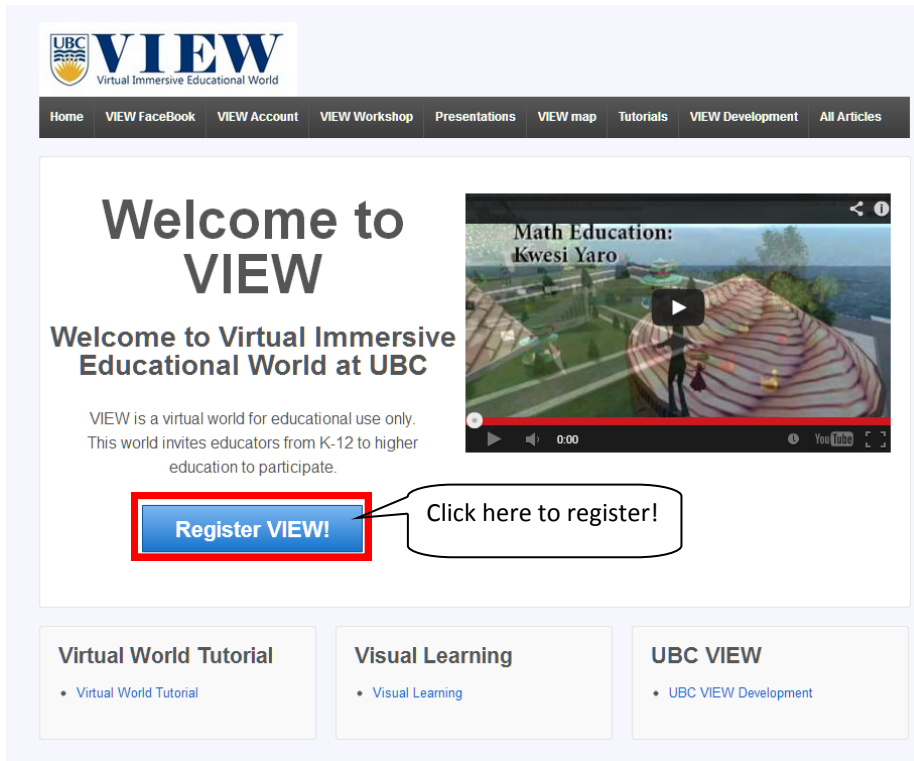 UBC
VIEW
Virtual Immersive Educational World
Home VIEW FaceBook VIEW Account VIEW Workshop Presentations VIEW map Tutorials VIEW Development All Articles
Welcome to
VIEW
Welcome to Virtual Immersive
Educational World at UBC
VIEW is a virtual world for educational use only.
This world invites educators from K-12 to higher
education to participate.
Register VIEW!
Click here to register!
Math Education:
Kwesi Yaro
0:00
YouTube
Virtual World Tutorial
Virtual World Tutorial
Visual Learning
Visual Learning
UBC VIEW
UBC VIEW Development